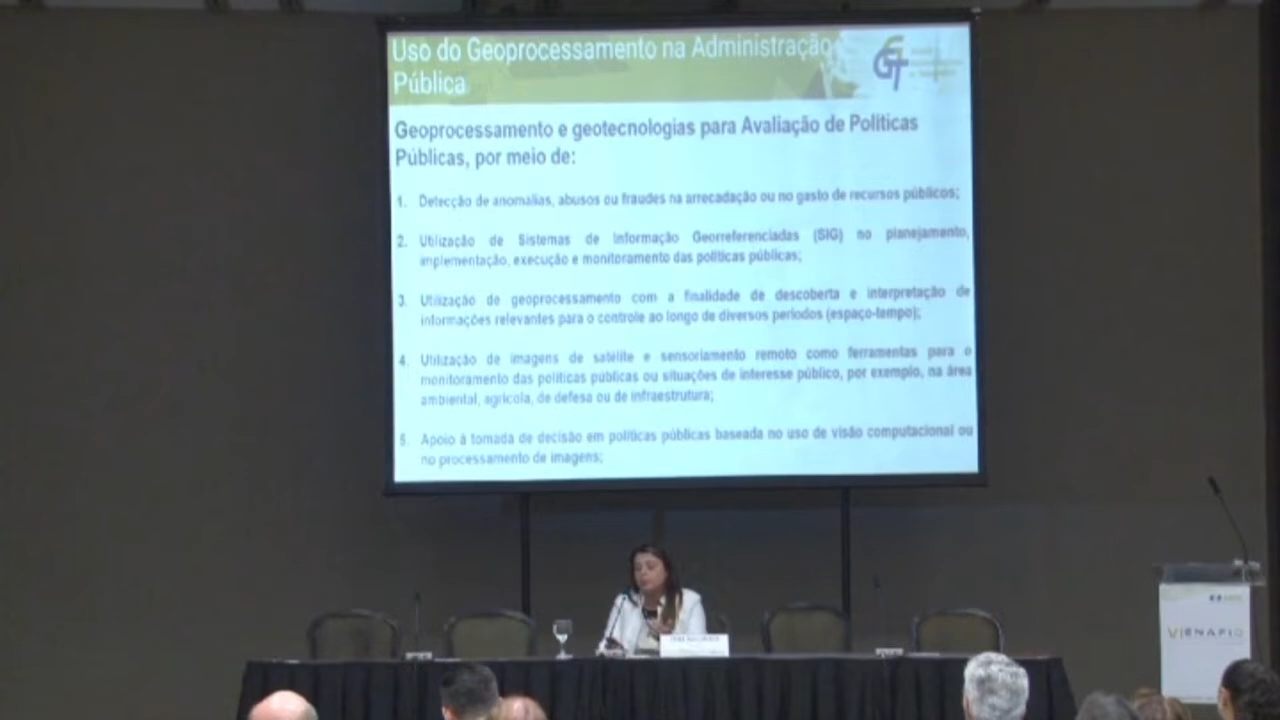 Uso do Geoprocessamento na Administração
Pública
GT
Geoprocessamento e geotecnologias para Avaliação de Políticas
Públicas, por meio de:
1. Detecção de anomalias, abusos ou fraudes na arrecadação ou no gasto de recursos públicos;
2. Utilização de Sistemas de Informação Georreferenciadas (SIG) no planejamento,
implementação, execução e monitoramento das políticas públicas;
3. Utilização de geoprocessamento com a finalidade de descoberta e interpretação de
informações relevantes para o controle ao longo de diversos períodos (espaço-tempo);
4. Utilização de imagens de satélite e sensoriamento remoto como ferramentas para o
monitoramento das políticas públicas ou situações de interesse público, por exemplo, na área
ambiental, agrícola, de defesa ou de infraestrutura;
5. Apoio à tomada de decisão em políticas públicas baseada no uso de visão computacional ou
no processamento de imagens;